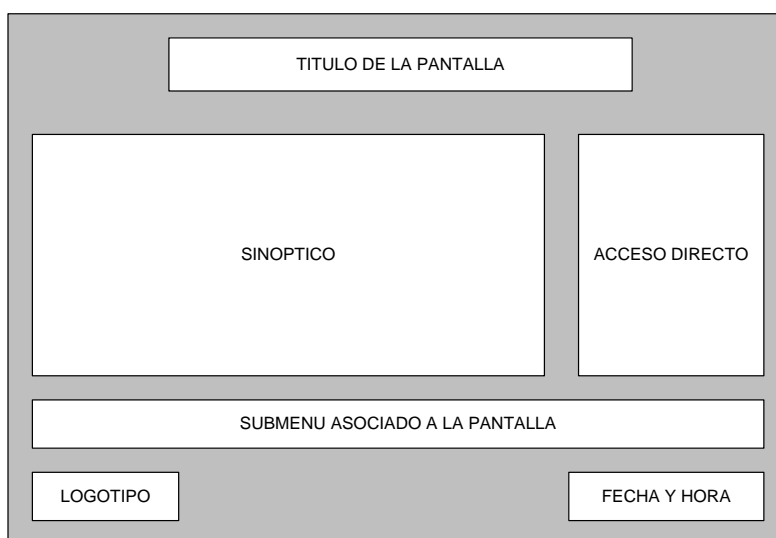 TITULO DE LA PANTALLA
SINOPTICO
ACCESO DIRECTO
SUBMENU ASOCIADO A LA PANTALLA
LOGOTIPO
FECHA Y HORA